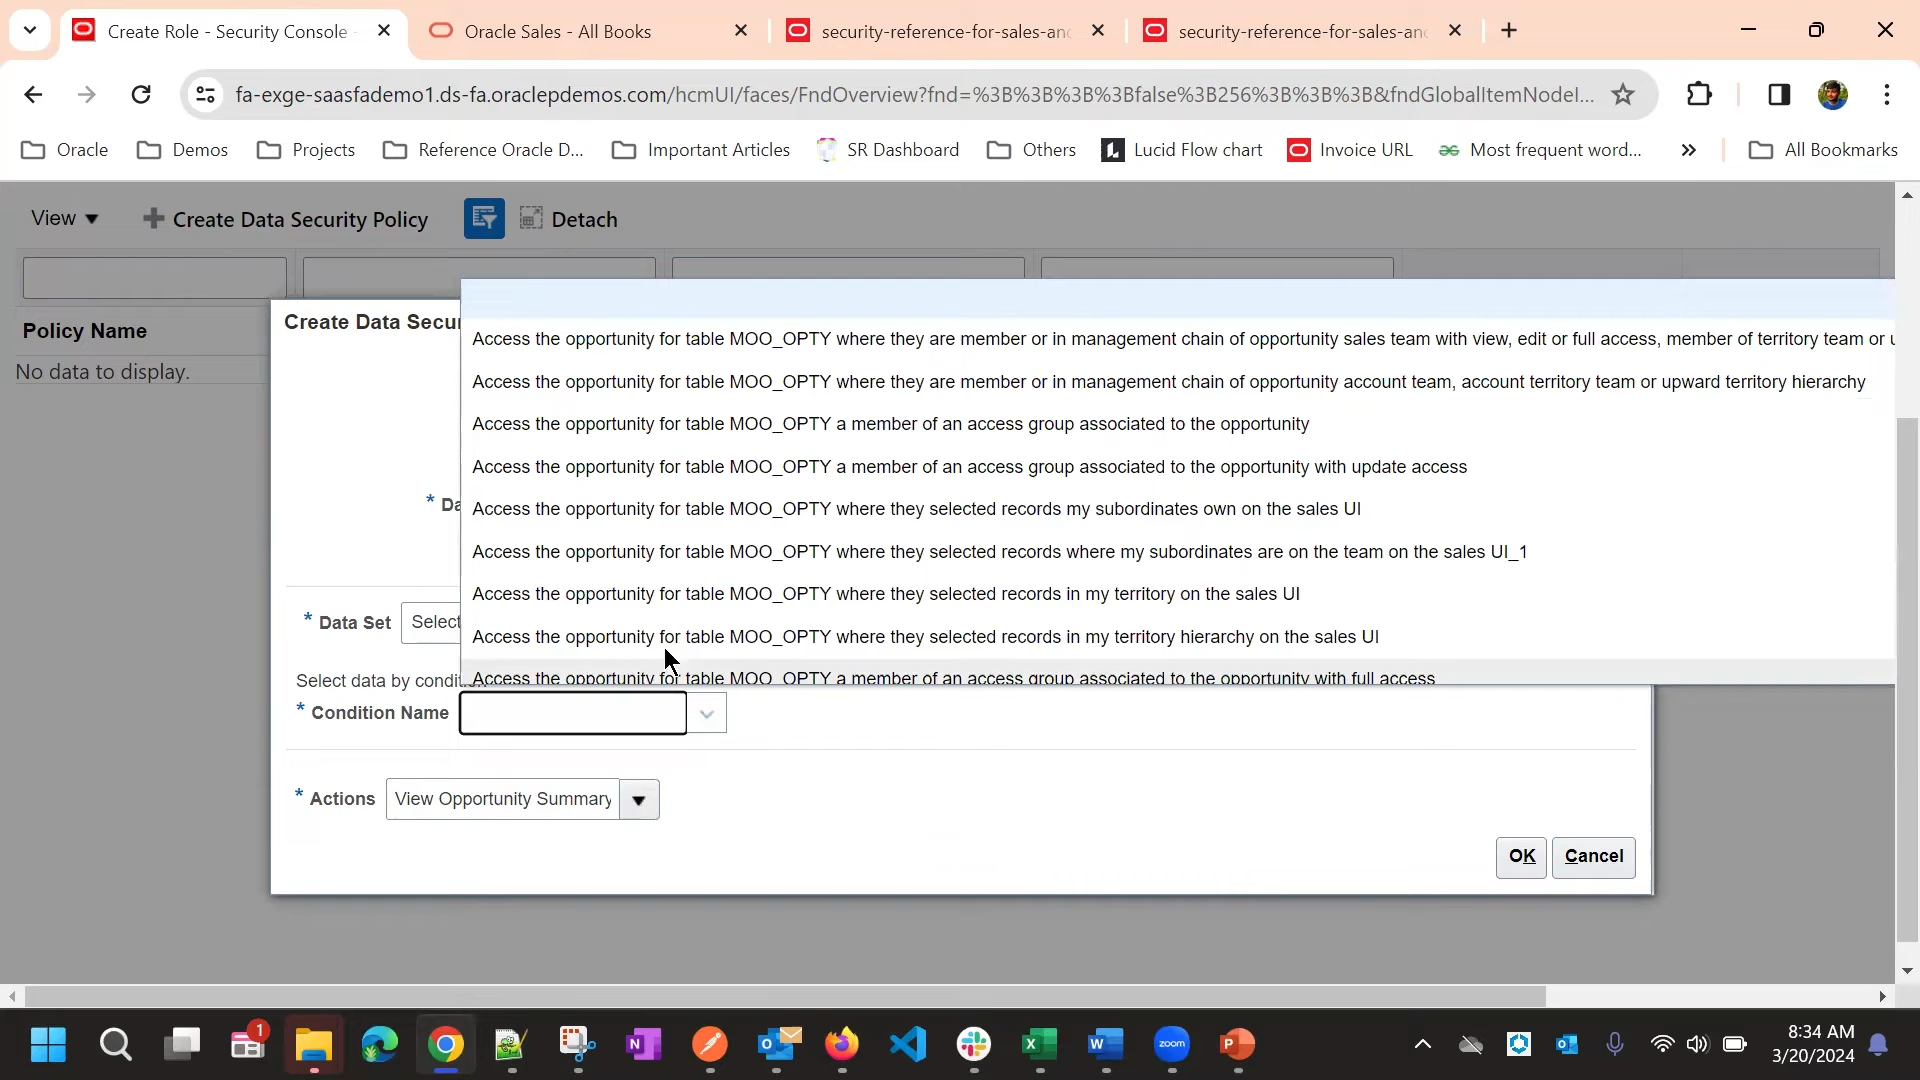 Create Role - Security Console
Oracle Sales - All Books
security-reference-for-sales-and
security-reference-for-sales-and
fa-exge-saasfademo1.ds-fa.oraclepdemos.com/hcmUI/faces/FndOverview?fnd=%3B%3B%3B%3Bfalse%3B256%3B%3B%3B&fndGlobalItemNodeI...
Oracle
Demos
Projects
Reference Oracle D...
Important Articles
SR Dashboard
Others
Lucid Flow chart
Invoice URL
Most frequent word...
»
All Bookmarks
View
Create Data Security Policy
Detach
Policy Name
No data to display.
Create Data Secur
Access the opportunity for table MOO_OPTY where they are member or in management chain of opportunity sales team with view, edit or full access, member of territory team or u
Access the opportunity for table MOO_OPTY where they are member or in management chain of opportunity account team, account territory team or upward territory hierarchy
Access the opportunity for table MOO_OPTY a member of an access group associated to the opportunity
Access the opportunity for table MOO_OPTY a member of an access group associated to the opportunity with update access
* Da
Access the opportunity for table MOO_OPTY where they selected records my subordinates own on the sales UI
Access the opportunity for table MOO_OPTY where they selected records where my subordinates are on the team on the sales UI_1
Access the opportunity for table MOO_OPTY where they selected records in my territory on the sales UI
* Data Set Select
Access the opportunity for table MOO_OPTY where they selected records in my territory hierarchy on the sales UI
Select data by condi
Access the opportunity for table MOO_OPTY a member of an access group associated to the opportunity with full access
* Condition Name
* Actions View Opportunity Summary
OK
Cancel
1
zoom
8:34 AM
3/20/2024